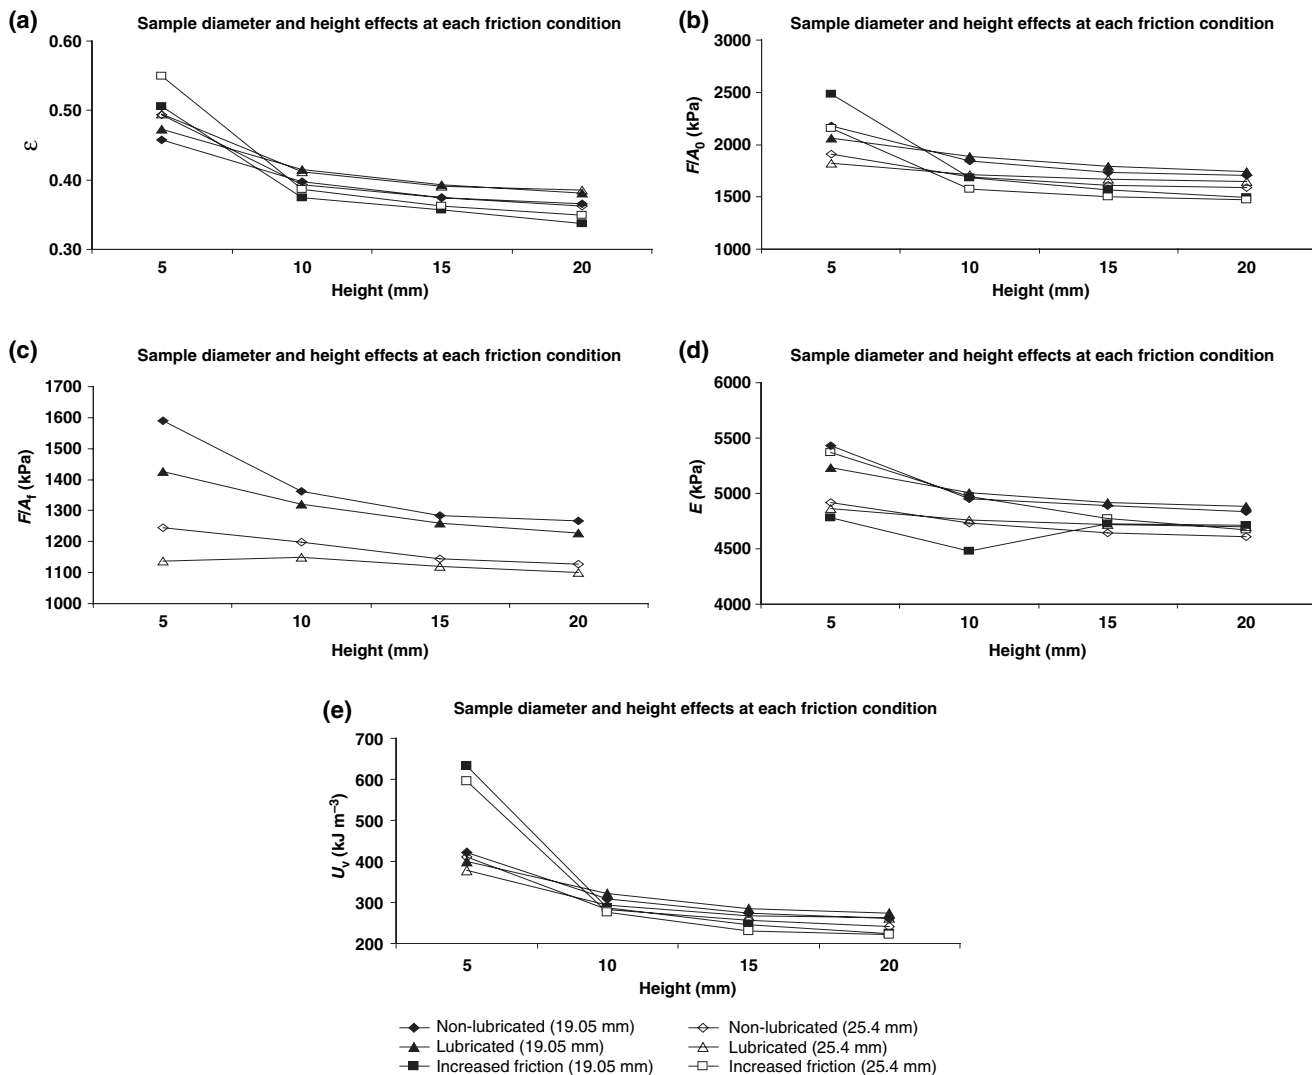 (a)
Sample diameter and height effects at each friction condition
0.60
0.50
0.40
0.30
ε
5 10 15 20
Height (mm)
(b)
Sample diameter and height effects at each friction condition
3000
2500
2000
1500
1000
F/A0 (kPa)
5 10 15 20
Height (mm)
(c)
Sample diameter and height effects at each friction condition
1700
1600
1500
1400
1300
1200
1100
1000
F/Af (kPa)
5 10 15 20
Height (mm)
(d)
Sample diameter and height effects at each friction condition
6000
5500
5000
4500
4000
E (kPa)
5 10 15 20
Height (mm)
(e)
Sample diameter and height effects at each friction condition
700
600
500
400
300
200
Uv (kJ m−3)
5 10 15 20
Height (mm)
Non-lubricated (19.05 mm)
Lubricated (19.05 mm)
Increased friction (19.05 mm)
Non-lubricated (25.4 mm)
Lubricated (25.4 mm)
Increased friction (25.4 mm)